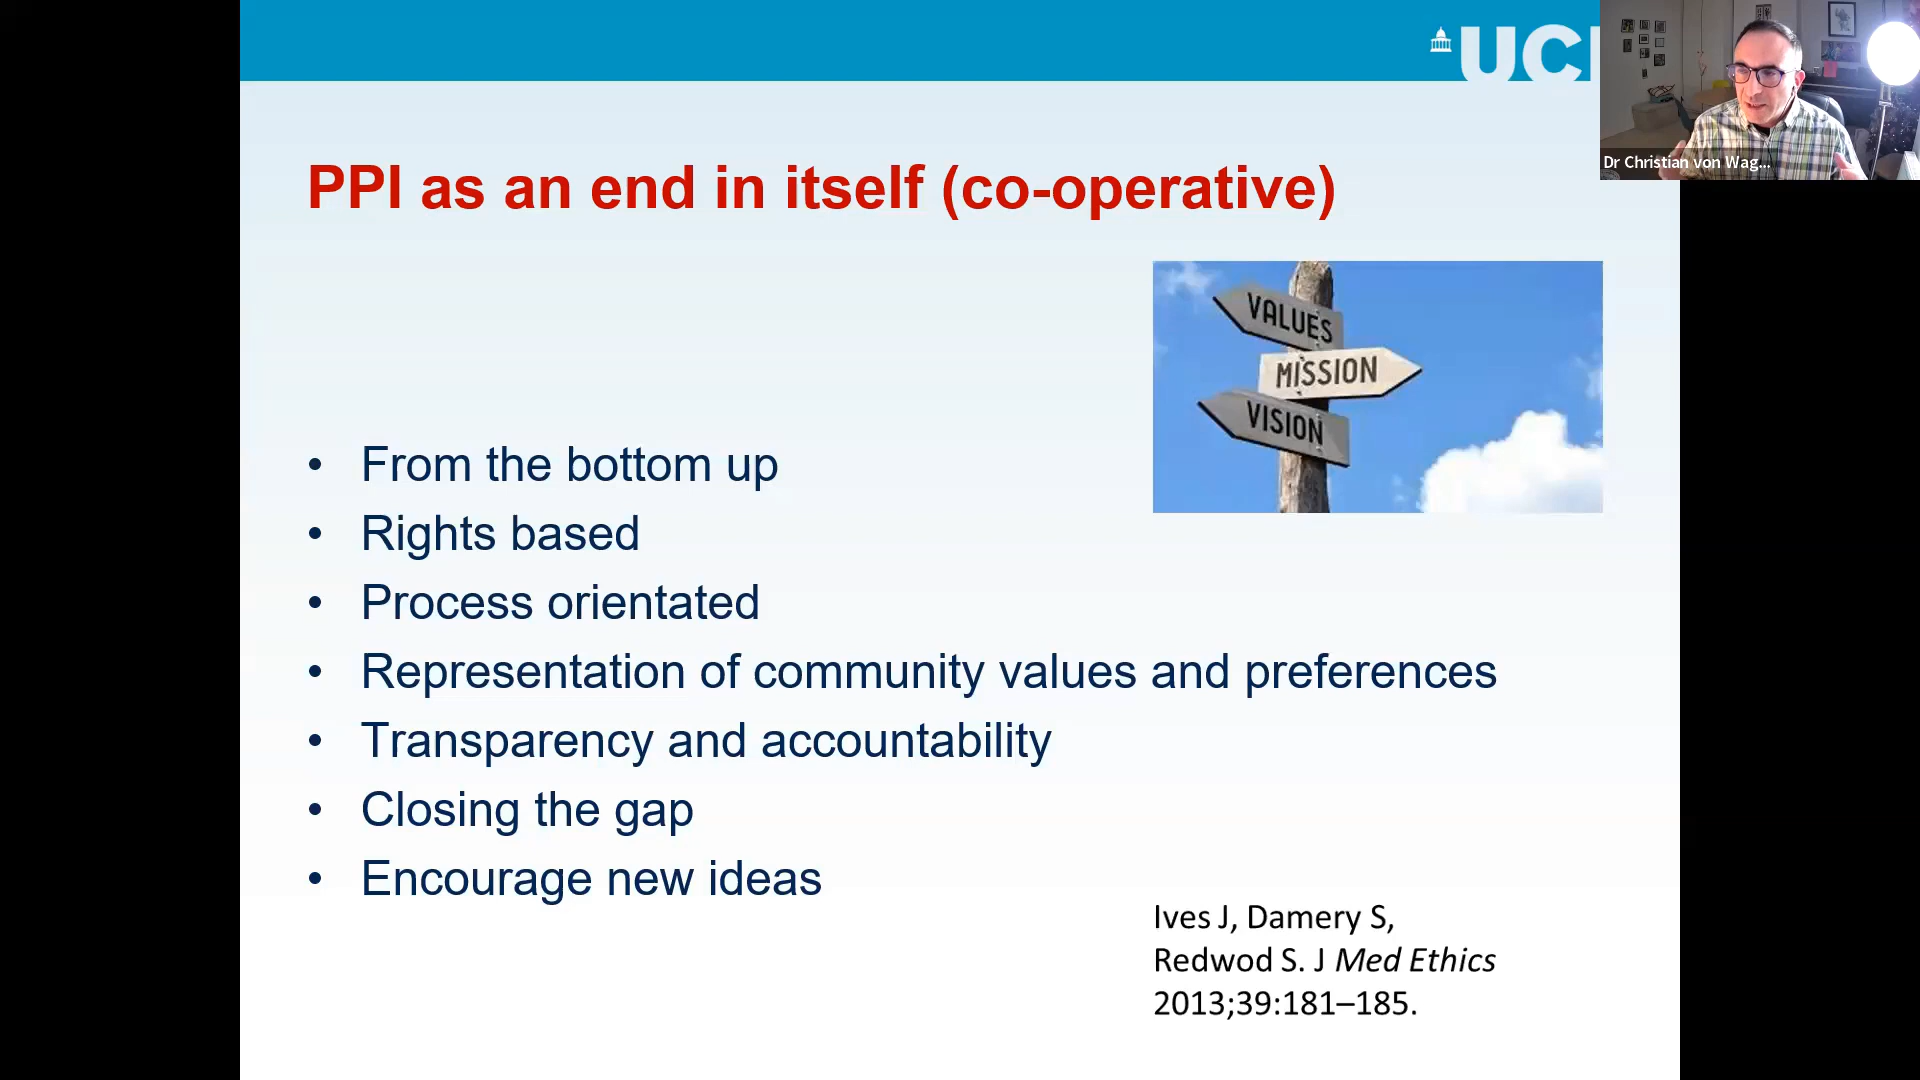 UCL
Dr Christian von Wag...
PPI as an end in itself (co-operative)
VALUES
MISSION
VISION
• From the bottom up
• Rights based
• Process orientated
• Representation of community values and preferences
• Transparency and accountability
• Closing the gap
• Encourage new ideas
Ives J, Damery S,
Redwod S. J Med Ethics
2013;39:181–185.